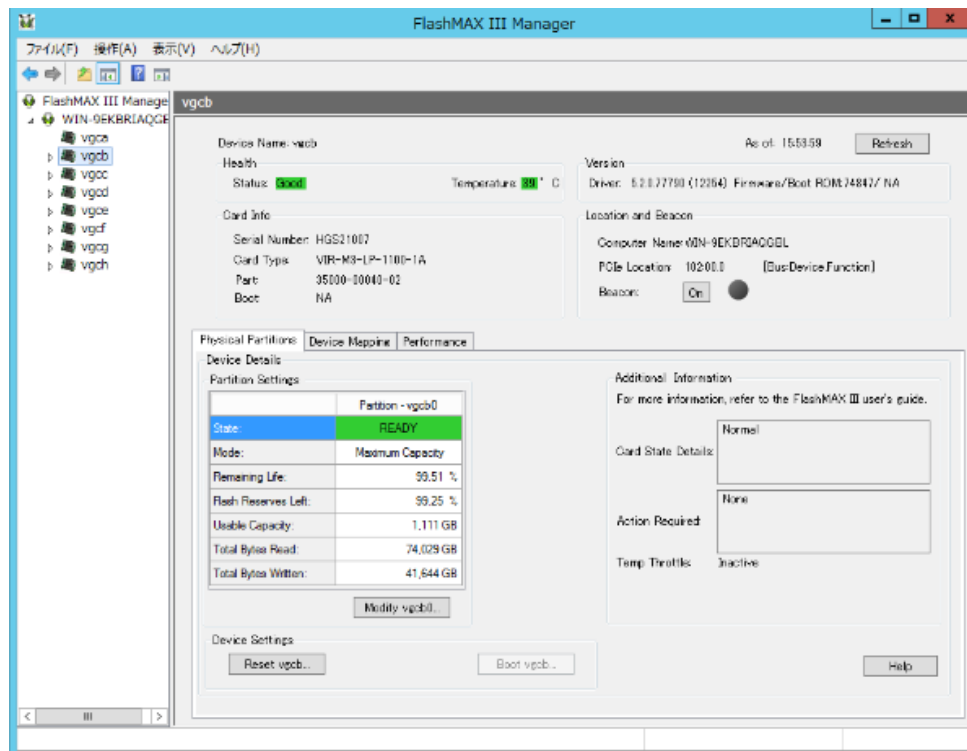 FlashMAX III Manager
ファイル(F) 操作(A) 表示(V) ヘルプ(H)
FlashMAX III Manage
WIN-9EKBRIAQGE
vgca
vgcb
vgcc
vgcd
vgce
vgcf
vgcg
vgch
vgcb
Device Name: vgcb
As of: 15:53:59
Refresh
Health
Status: Good
Temperature: 39 ° C
Version
Driver: 5.2.0.77790 (12254) Firmware/Boot ROM:74847/ NA
Card Info
Serial Number: HGS21007
Card Type: VIR-M3-LP-1100-1A
Part: 35000-00040-02
Boot: NA
Location and Beacon
Computer Name:WIN-9EKBRIAQGBL
PCIe Location: 102:00.0 [Bus:Device.Function]
Beacon: On
Physical Partitions Device Mapping Performance
Device Details
Partition Settings
Partition - vgcb0
State: READY
Mode: Maximum Capacity
Remaining Life: 99.51 %
Flash Reserves Left: 99.25 %
Usable Capacity: 1,111 GB
Total Bytes Read: 74,029 GB
Total Bytes Written: 41,644 GB
Modify vgcb0...
Additional Information
For more information, refer to the FlashMAX III user's guide.
Card State Details: Normal
Action Required: None
Temp Throttle: Inactive
Device Settings
Reset vgcb...
Boot vgcb...
Help